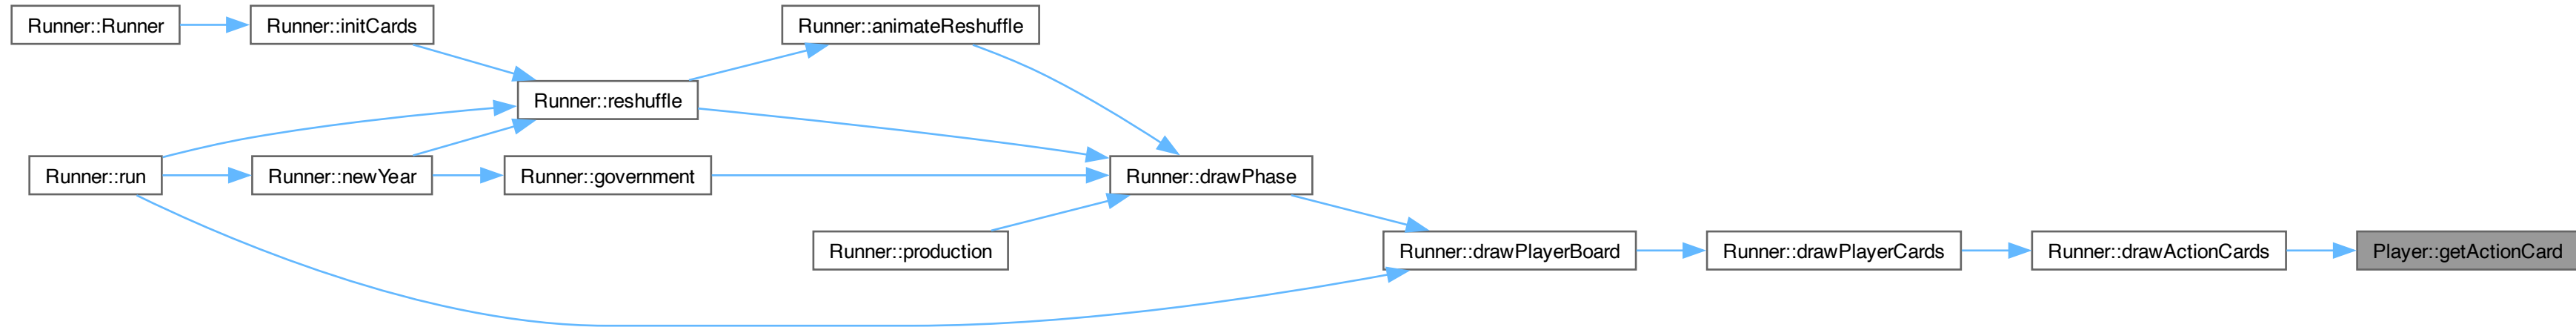 Runner::Runner
Runner::initCards
Runner::animateReshuffle
Runner::reshuffle
Runner::run
Runner::newYear
Runner::government
Runner::drawPhase
Runner::production
Runner::drawPlayerBoard
Runner::drawPlayerCards
Runner::drawActionCards
Player::getActionCard